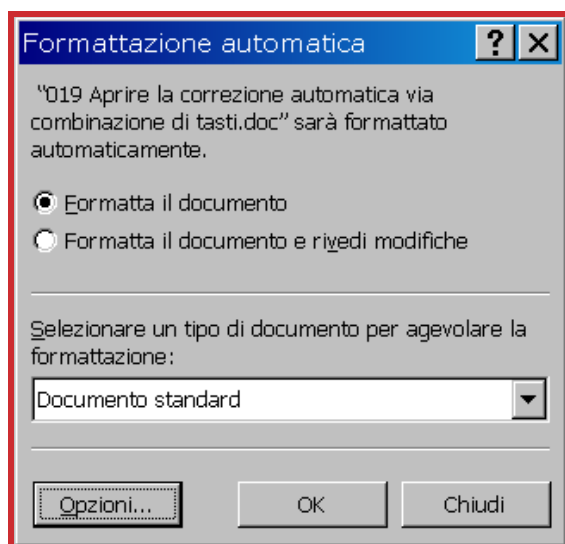 Formattazione automatica
"019 Aprire la correzione automatica via
combinazione di tasti.doc" sarà formattato
automaticamente.
Formatta il documento
Formatta il documento e rivedi modifiche
Selezionare un tipo di documento per agevolare la
formattazione:
Documento standard
Opzioni... OK Chiudi